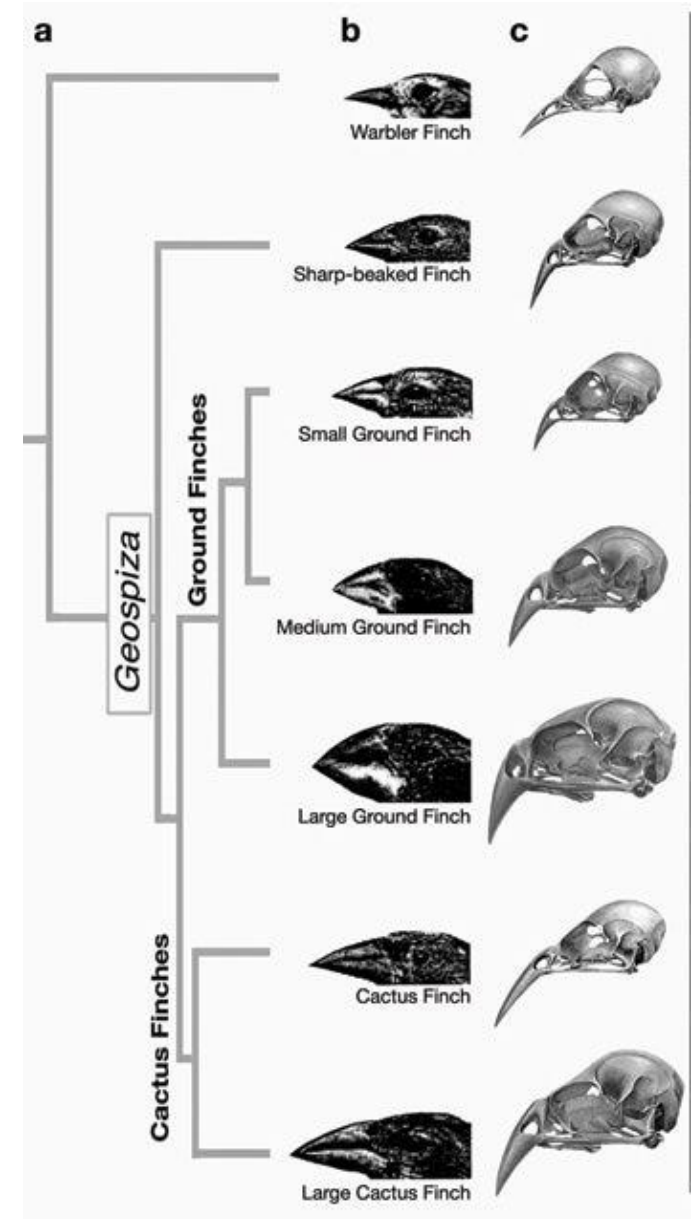 a
b
c
Warbler Finch
Sharp-beaked Finch
Small Ground Finch
Ground Finches
Geospiza
Medium Ground Finch
Large Ground Finch
Cactus Finch
Cactus Finches
Large Cactus Finch